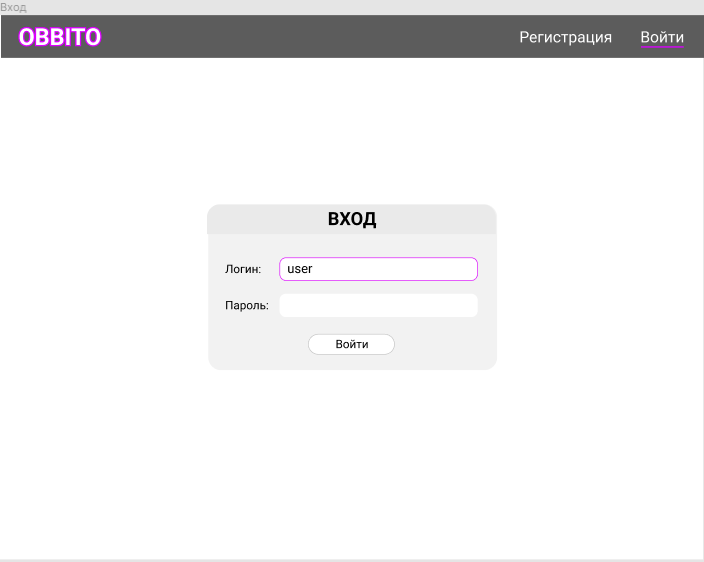 Вход
OBBITO Регистрация Войти
ВХОД
Логин: user
Пароль:
Войти